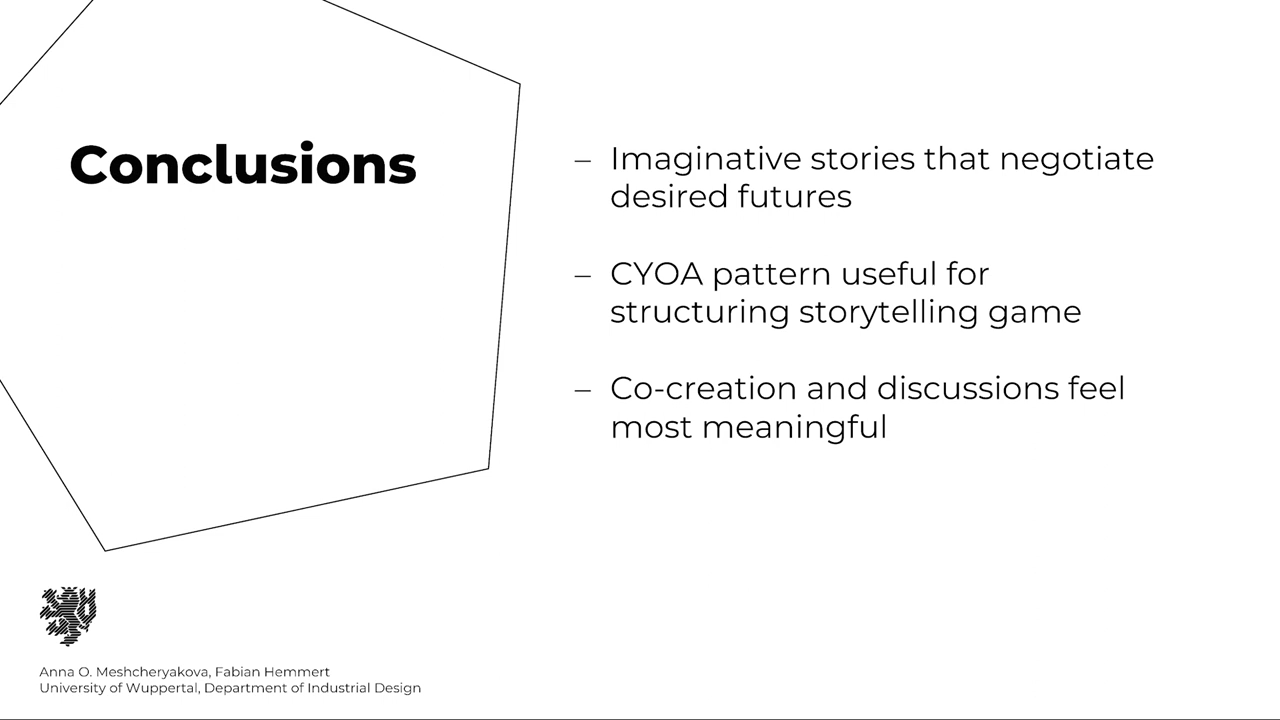 Conclusions
– Imaginative stories that negotiate
desired futures
– CYOA pattern useful for
structuring storytelling game
– Co-creation and discussions feel
most meaningful
Anna O. Meshcheryakova, Fabian Hemmert
University of Wuppertal, Department of Industrial Design